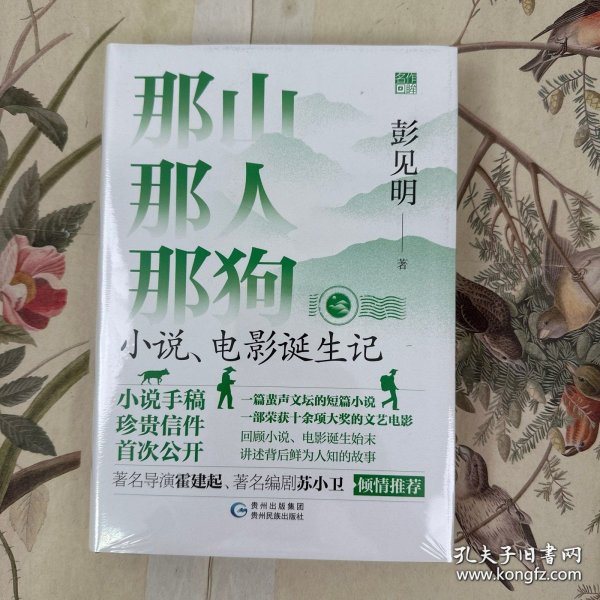 名作
回眸
彭见明
著
那山
那人
那狗
小说、电影诞生记
小说手稿
珍贵信件
首次公开
一篇蜚声文坛的短篇小说
一部荣获十余项大奖的文艺电影
回顾小说、电影诞生始末
讲述背后鲜为人知的故事
著名导演霍建起、著名编剧苏小卫 倾情推荐
贵州出版集团
贵州民族出版社
孔夫子旧书网
www.kongfz.com